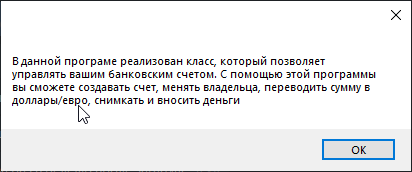 В данной програме реализован класс, который позволяет
управлять вашим банковским счетом. С помощью этой программы
вы сможете создавать счет, менять владельца, переводить сумму в
доллары/евро, снимкать и вносить деньги
ОК